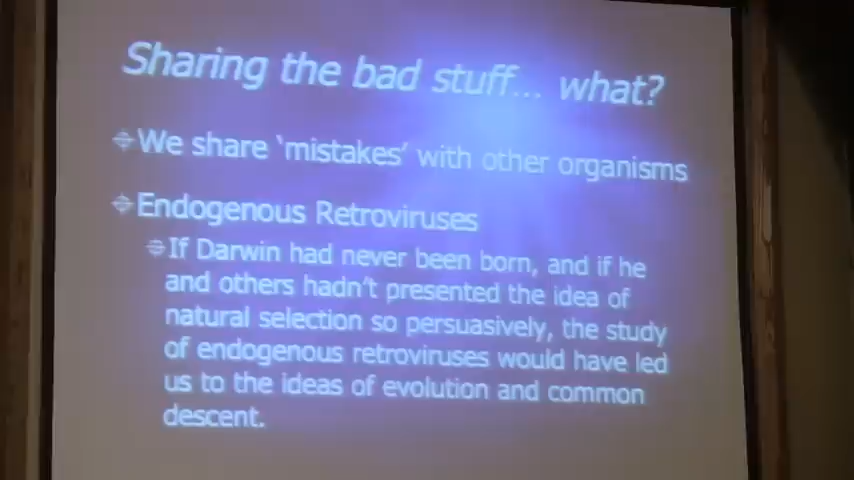 Sharing the bad stuff... what?
We share 'mistakes' with other organisms
Endogenous Retroviruses
If Darwin had never been born, and if he
and others hadn't presented the idea of
natural selection so persuasively, the study
of endogenous retroviruses would have led
us to the ideas of evolution and common
descent.